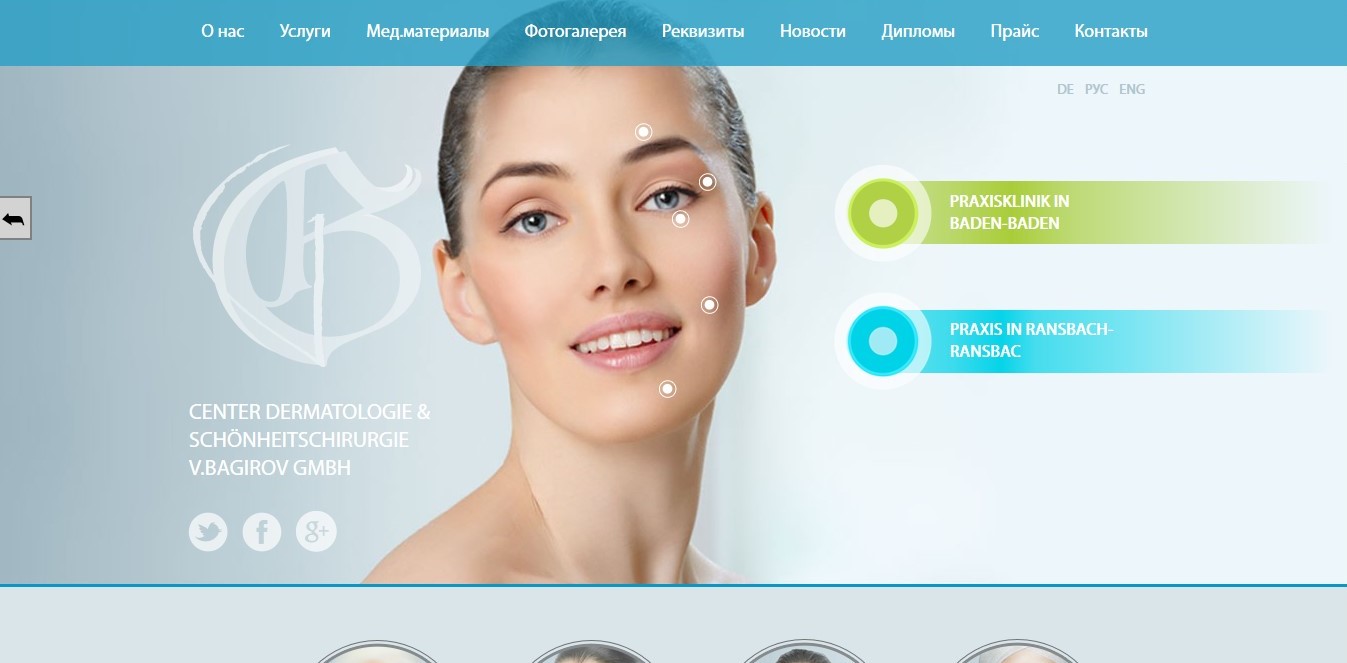 О нас Услуги Мед.материалы Фотогалерея Реквизиты Новости Дипломы Прайс Контакты
DE РУС ENG
PRAXISKLINIK IN
BADEN-BADEN
PRAXIS IN RANSBACH-
RANSBAC
CENTER DERMATOLOGIE &
SCHÖNHEITSCHIRURGIE
V.BAGIROV GMBH